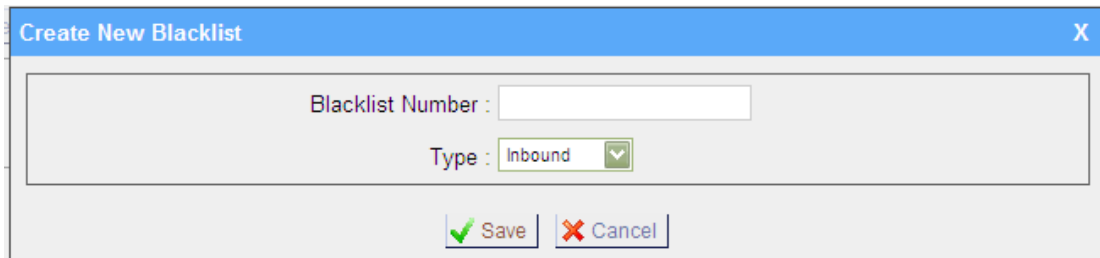 Create New Blacklist X
Blacklist Number :
Type : Inbound
Save Cancel